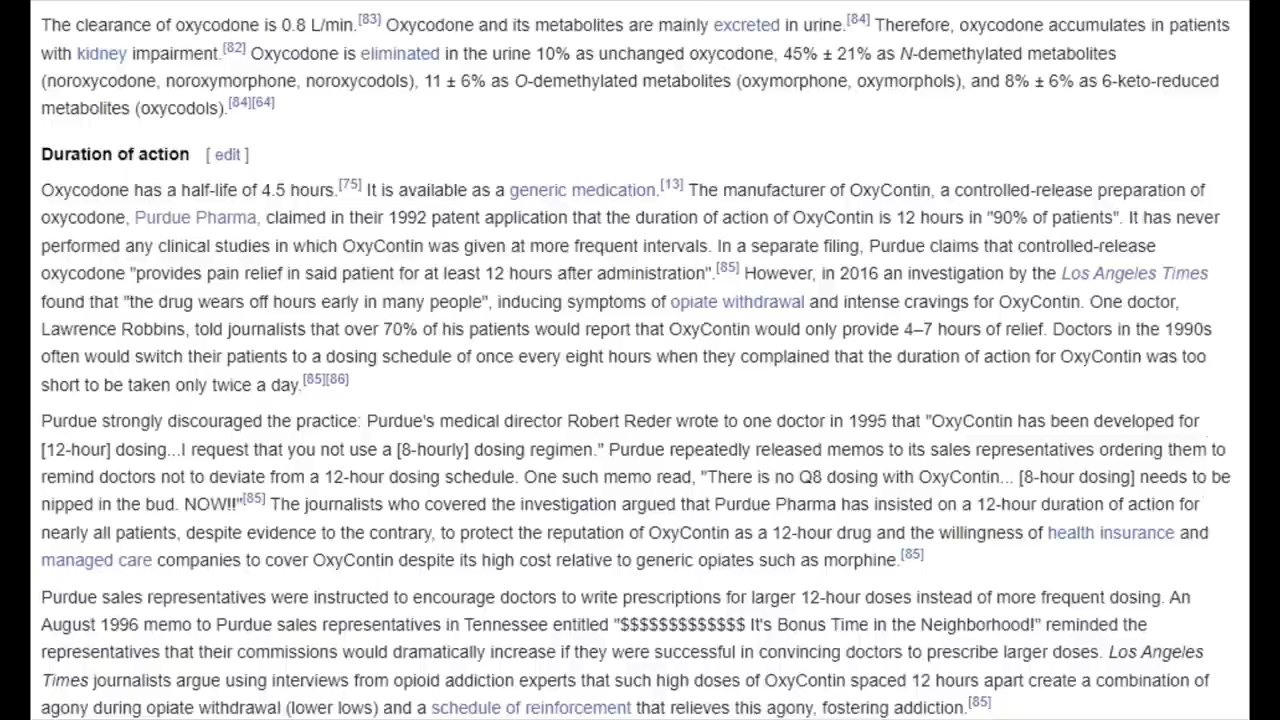 The clearance of oxycodone is 0.8 L/min.[83] Oxycodone and its metabolites are mainly excreted in urine.[84] Therefore, oxycodone accumulates in patients
with kidney impairment.[82] Oxycodone is eliminated in the urine 10% as unchanged oxycodone, 45% ± 21% as N-demethylated metabolites
(noroxycodone, noroxymorphone, noroxycodols), 11 ± 6% as O-demethylated metabolites (oxymorphone, oxymorphols), and 8% ± 6% as 6-keto-reduced
metabolites (oxycodols).[84][64]
Duration of action [ edit ]
Oxycodone has a half-life of 4.5 hours.[75] It is available as a generic medication.[13] The manufacturer of OxyContin, a controlled-release preparation of
oxycodone, Purdue Pharma, claimed in their 1992 patent application that the duration of action of OxyContin is 12 hours in "90% of patients". It has never
performed any clinical studies in which OxyContin was given at more frequent intervals. In a separate filing, Purdue claims that controlled-release
oxycodone "provides pain relief in said patient for at least 12 hours after administration".[85] However, in 2016 an investigation by the Los Angeles Times
found that "the drug wears off hours early in many people", inducing symptoms of opiate withdrawal and intense cravings for OxyContin. One doctor,
Lawrence Robbins, told journalists that over 70% of his patients would report that OxyContin would only provide 4–7 hours of relief. Doctors in the 1990s
often would switch their patients to a dosing schedule of once every eight hours when they complained that the duration of action for OxyContin was too
short to be taken only twice a day.[85][86]
Purdue strongly discouraged the practice: Purdue's medical director Robert Reder wrote to one doctor in 1995 that "OxyContin has been developed for
[12-hour] dosing...I request that you not use a [8-hourly] dosing regimen." Purdue repeatedly released memos to its sales representatives ordering them to
remind doctors not to deviate from a 12-hour dosing schedule. One such memo read, "There is no Q8 dosing with OxyContin... [8-hour dosing] needs to be
nipped in the bud. NOW!!"[85] The journalists who covered the investigation argued that Purdue Pharma has insisted on a 12-hour duration of action for
nearly all patients, despite evidence to the contrary, to protect the reputation of OxyContin as a 12-hour drug and the willingness of health insurance and
managed care companies to cover OxyContin despite its high cost relative to generic opiates such as morphine.[85]
Purdue sales representatives were instructed to encourage doctors to write prescriptions for larger 12-hour doses instead of more frequent dosing. An
August 1996 memo to Purdue sales representatives in Tennessee entitled "$$$$$$$$$$$$$ It's Bonus Time in the Neighborhood!" reminded the
representatives that their commissions would dramatically increase if they were successful in convincing doctors to prescribe larger doses. Los Angeles
Times journalists argue using interviews from opioid addiction experts that such high doses of OxyContin spaced 12 hours apart create a combination of
agony during opiate withdrawal (lower lows) and a schedule of reinforcement that relieves this agony, fostering addiction.[85]